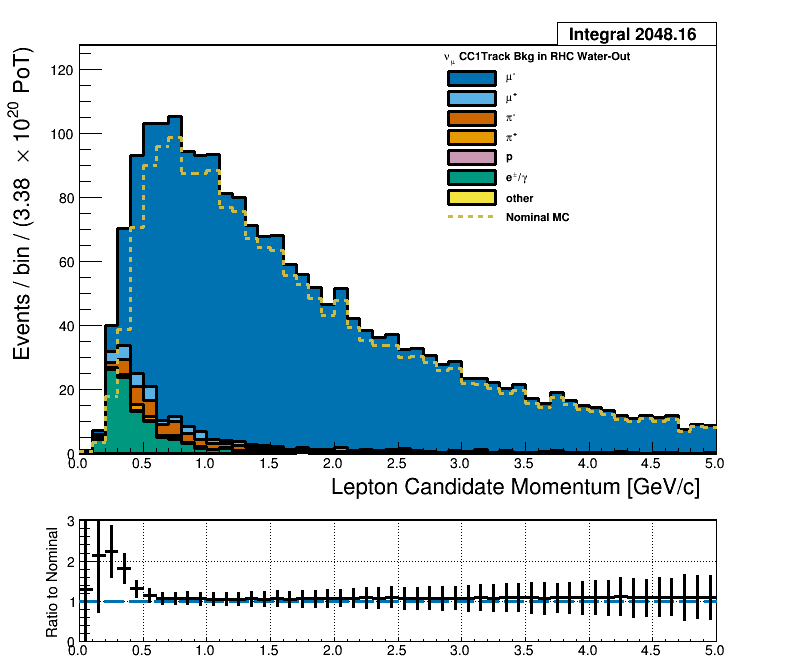 Integral 2048.16
ν_μ CC1Track Bkg in RHC Water-Out
μ⁻
μ⁺
π⁻
π⁺
p
e±/γ
other
Nominal MC
Events / bin / (3.38 × 10²⁰ PoT)
120
100
80
60
40
20
0
0.0 0.5 1.0 1.5 2.0 2.5 3.0 3.5 4.0 4.5 5.0
Lepton Candidate Momentum [GeV/c]
Ratio to Nominal
3
2
1
0
0.0 0.5 1.0 1.5 2.0 2.5 3.0 3.5 4.0 4.5 5.0